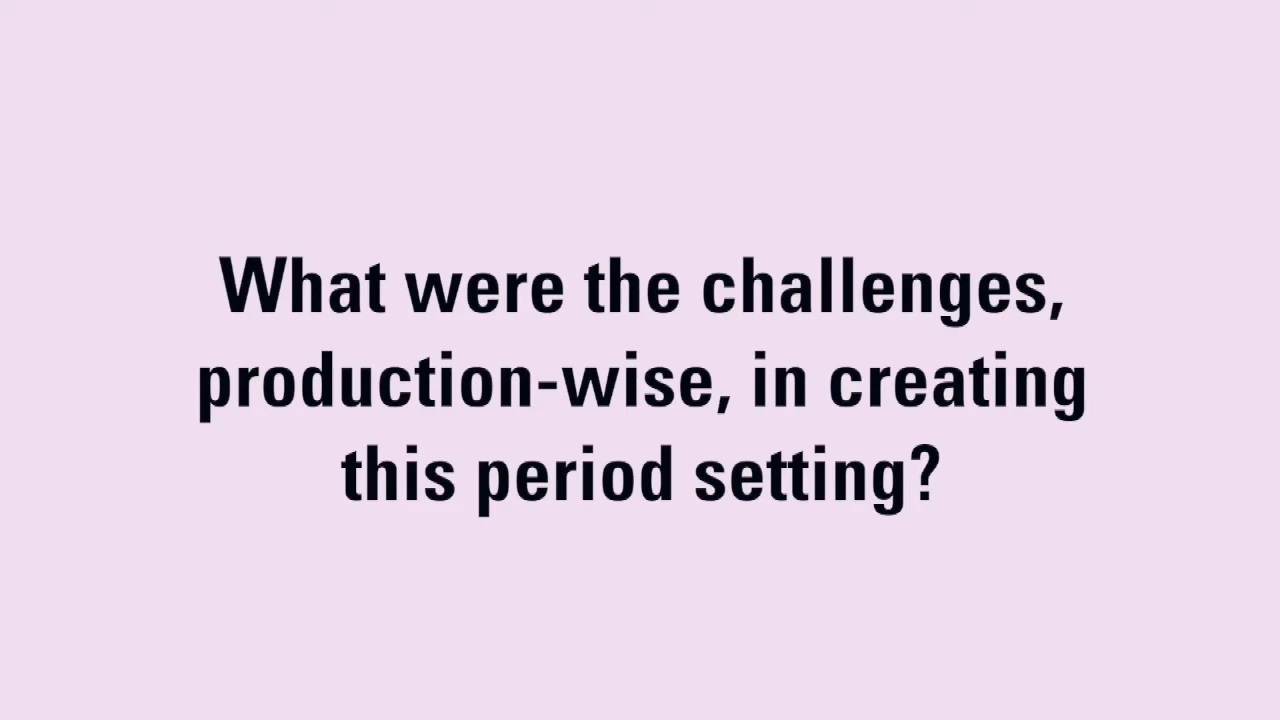 What were the challenges,
production-wise, in creating
this period setting?